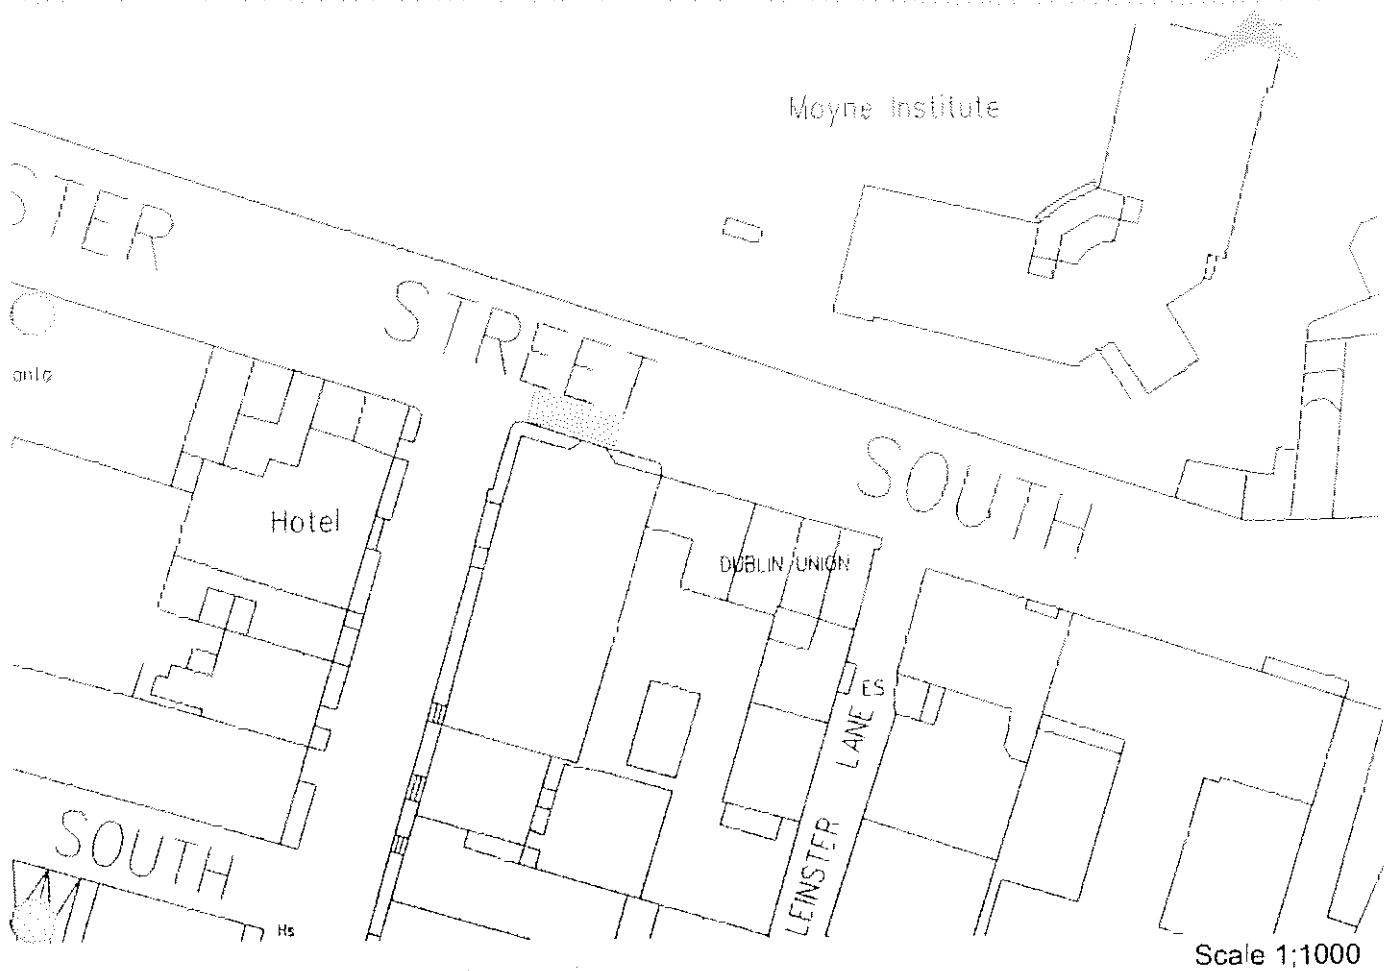 Moyne Institute
STER
STREET
SOUTH
Hotel
DUBLIN UNION
ES
LEINSTER LANE
SOUTH
Hs
Scale 1;1000